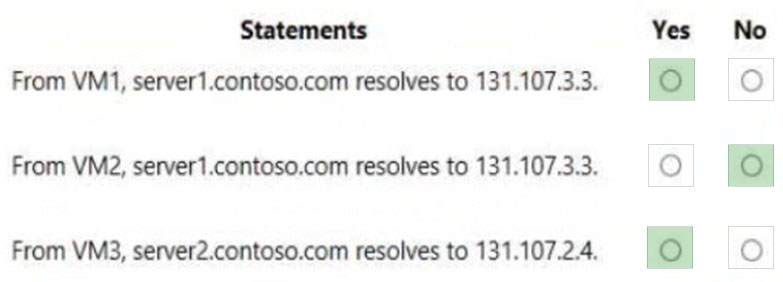 Statements Yes No
From VM1, server1.contoso.com resolves to 131.107.3.3.
From VM2, server1.contoso.com resolves to 131.107.3.3.
From VM3, server2.contoso.com resolves to 131.107.2.4.